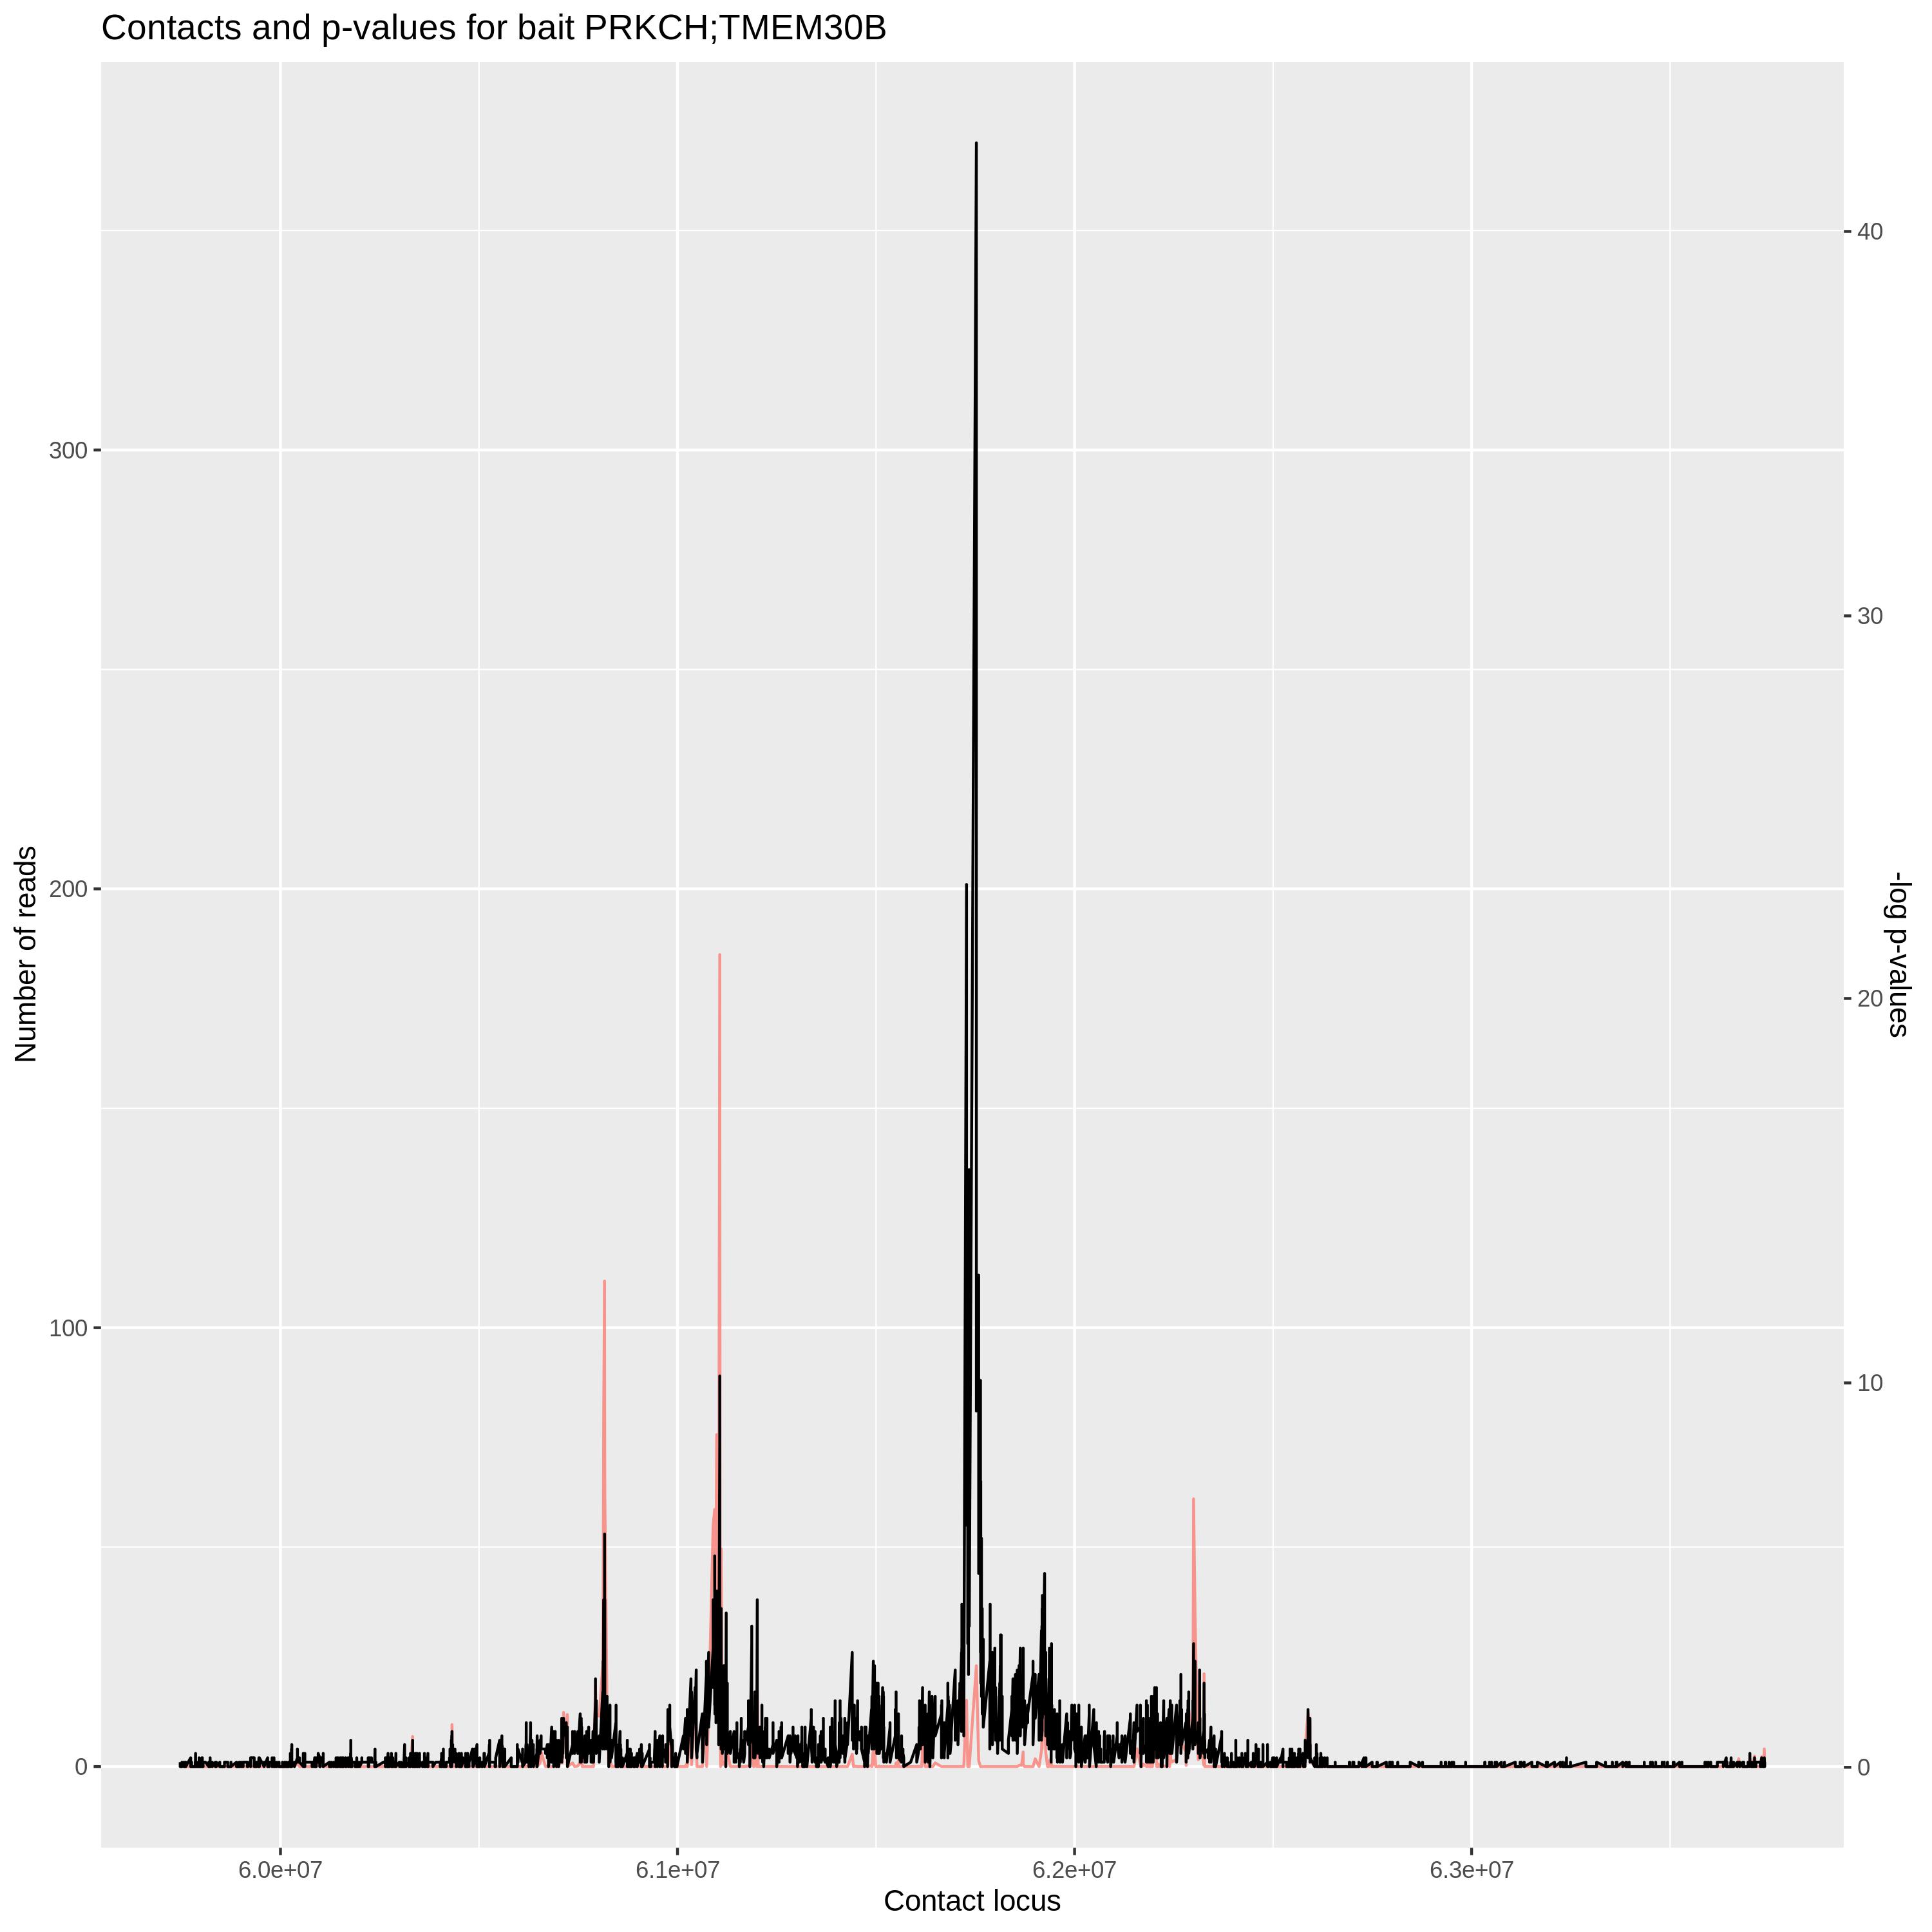 Contacts and p-values for bait PRKCH;TMEM30B
Number of reads
300
200
100
0
40
30
20
10
0
-log p-values
6.0e+07
6.1e+07
6.2e+07
6.3e+07
Contact locus